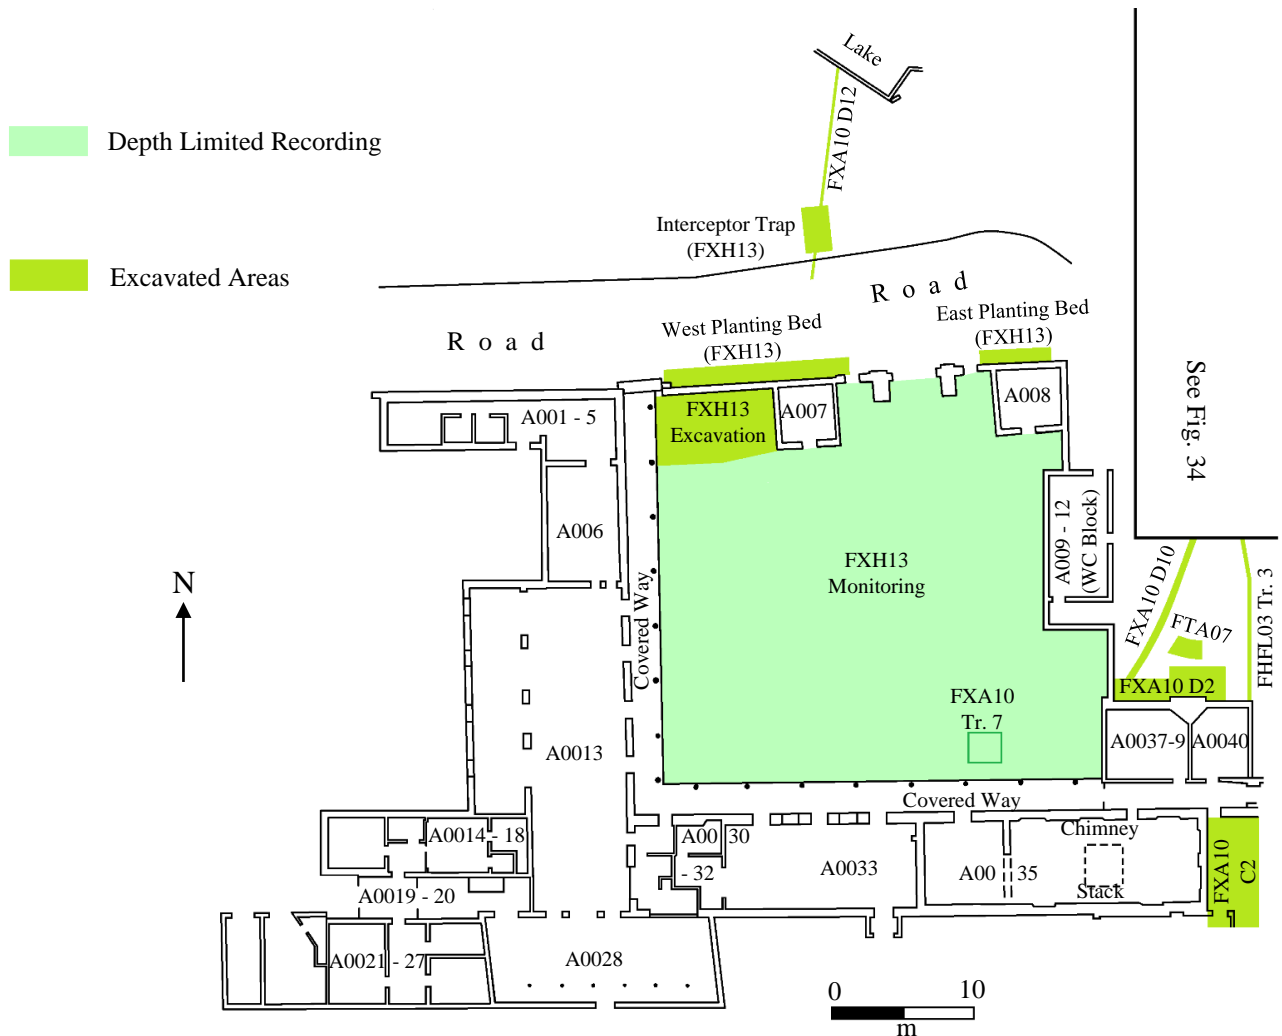 Lake
FXA10 D12
Depth Limited Recording
Interceptor Trap
(FXH13)
Excavated Areas
Road
East Planting Bed
(FXH13)
West Planting Bed
(FXH13)
Road
See Fig. 34
A001 - 5
FXH13
Excavation
A007
A008
A006
A009 - 12
(WC Block)
FXH13
Monitoring
N
Covered Way
FXA10 D10
FTA07
FHFL03 Tr. 3
FXA10 D2
FXA10
Tr. 7
A0013
A0037-9
A0040
Covered Way
A0014 - 18
A00 30
- 32
A0033
Chimney
Stack
A00 35
FXA10
C2
A0019 - 20
A0021 - 27
A0028
0 10
m